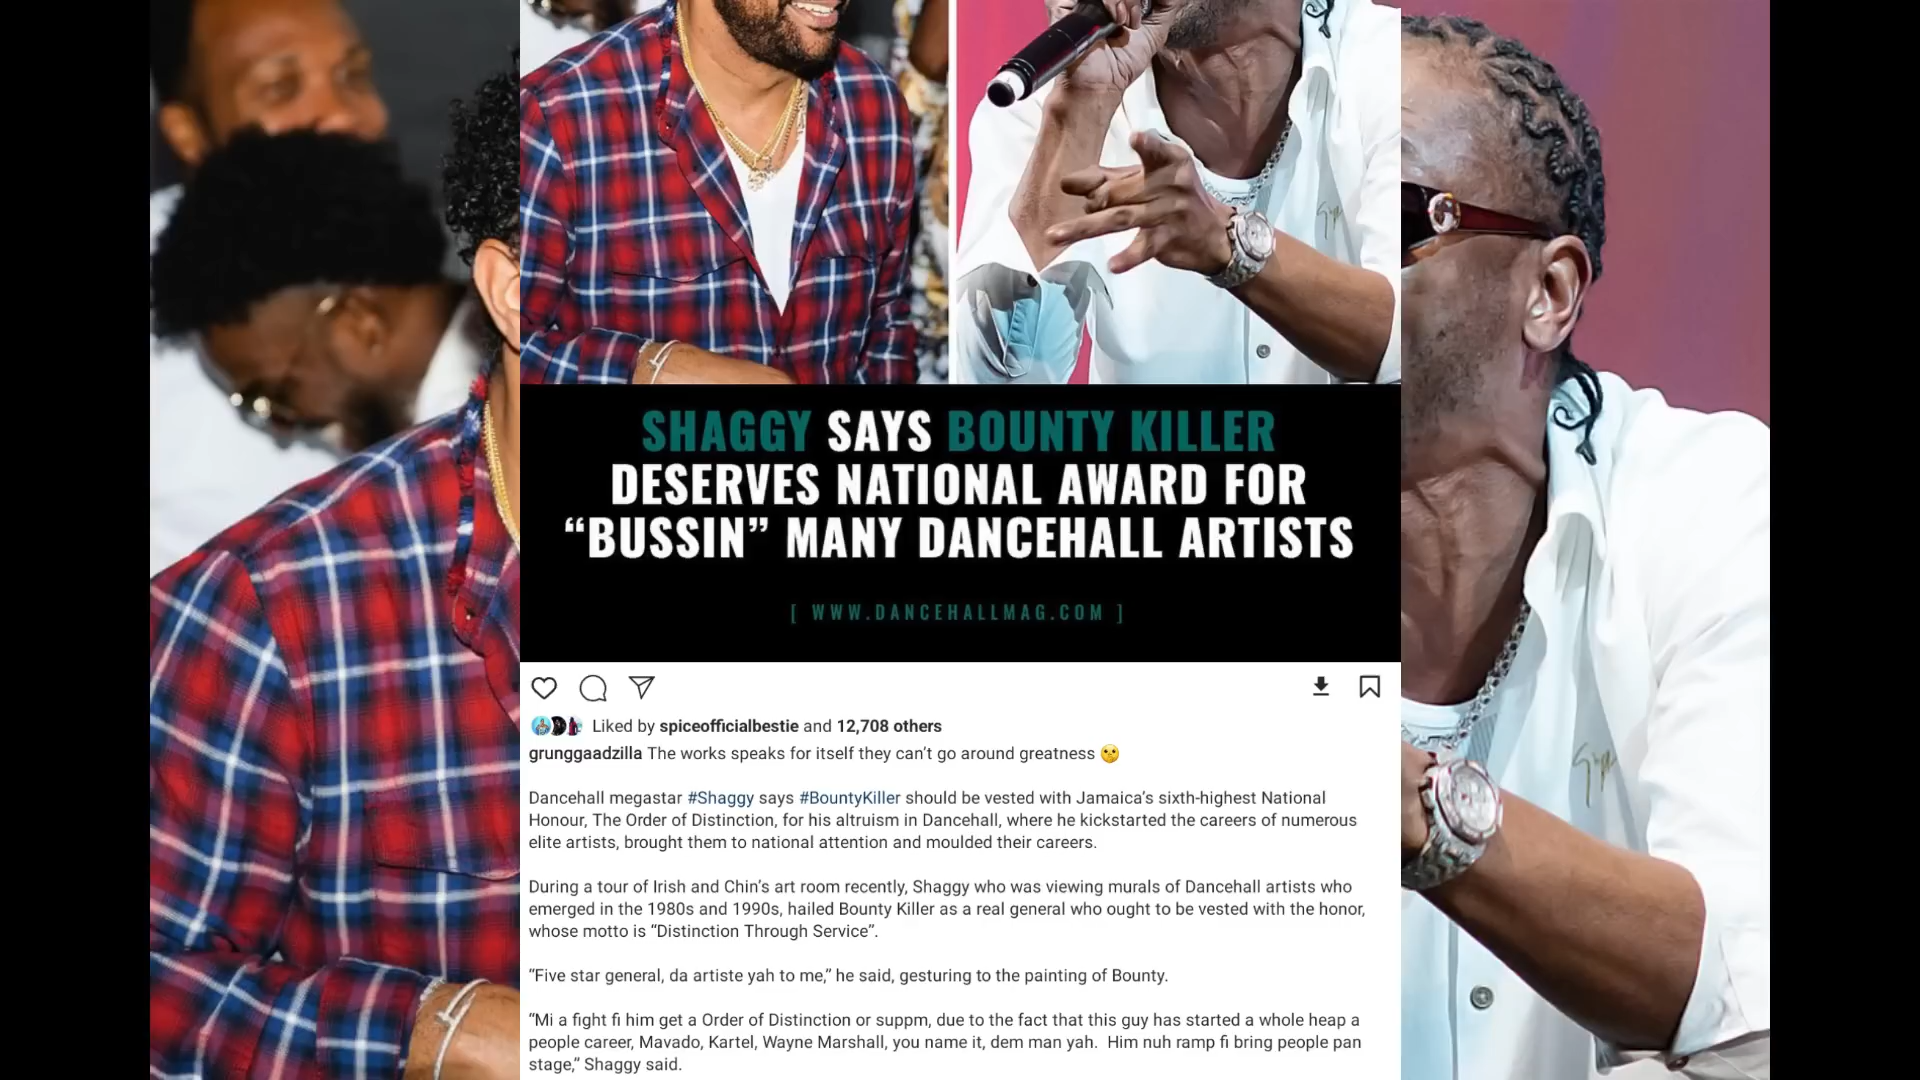 SHAGGY SAYS BOUNTY KILLER
DESERVES NATIONAL AWARD FOR
“BUSSIN” MANY DANCEHALL ARTISTS
[ WWW.DANCEHALLMAG.COM ]
Liked by spiceofficialbestie and 12,708 others
grunggaadzilla The works speaks for itself they can’t go around greatness 🤔
Dancehall megastar #Shaggy says #BountyKiller should be vested with Jamaica’s sixth-highest National
Honour, The Order of Distinction, for his altruism in Dancehall, where he kickstarted the careers of numerous
elite artists, brought them to national attention and moulded their careers.
During a tour of Irish and Chin’s art room recently, Shaggy who was viewing murals of Dancehall artists who
emerged in the 1980s and 1990s, hailed Bounty Killer as a real general who ought to be vested with the honor,
whose motto is “Distinction Through Service”.
“Five star general, da artiste yah to me,” he said, gesturing to the painting of Bounty.
“Mi a fight fi him get a Order of Distinction or suppm, due to the fact that this guy has started a whole heap a
people career, Mavado, Kartel, Wayne Marshall, you name it, dem man yah.  Him nuh ramp fi bring people pan
stage,” Shaggy said.